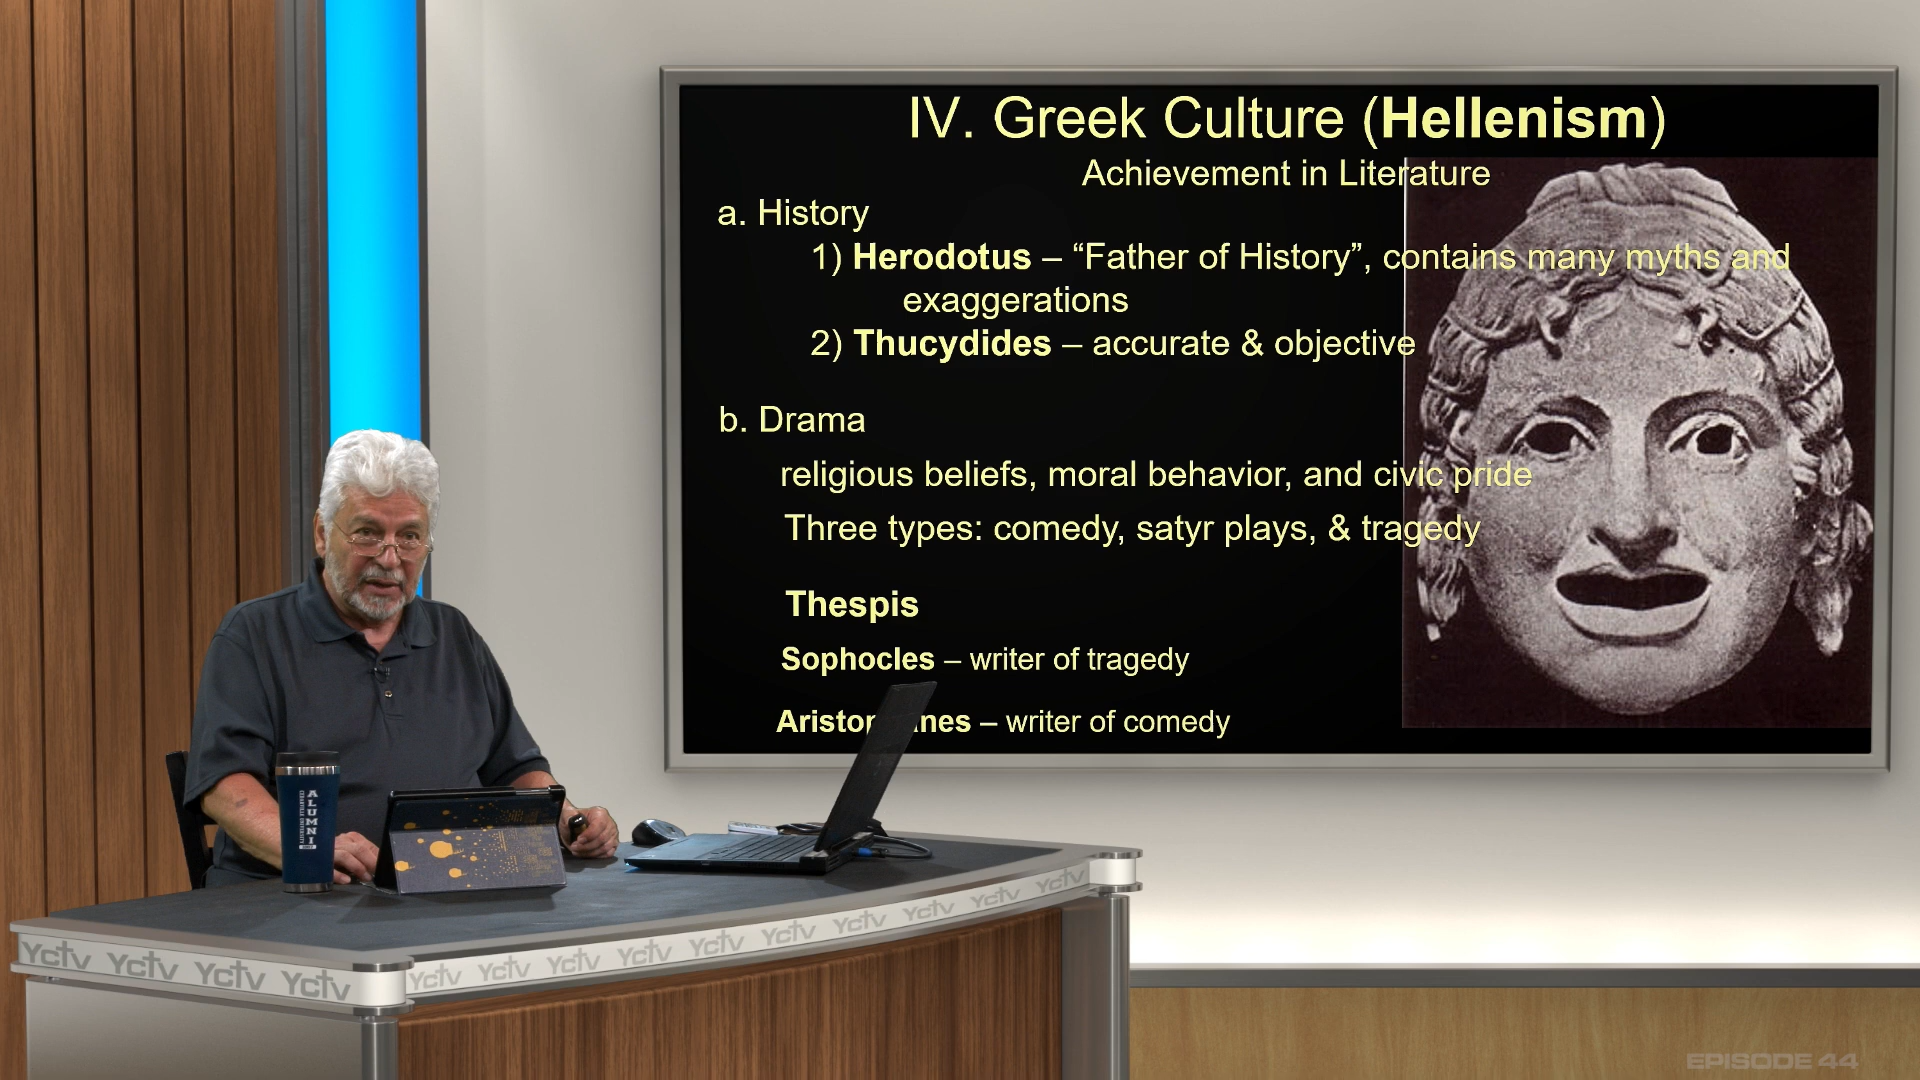 IV. Greek Culture (Hellenism)
Achievement in Literature
a. History
1) Herodotus – “Father of History”, contains many myths and
exaggerations
2) Thucydides – accurate & objective
b. Drama
religious beliefs, moral behavior, and civic pride
Three types: comedy, satyr plays, & tragedy
Thespis
Sophocles – writer of tragedy
– writer of comedy
ALUMNI
Yctv Yctv Yctv Yctv Yctv Yctv Yctv Yctv Yctv Yctv Yctv Yctv Yctv Yctv
EPISODE 44